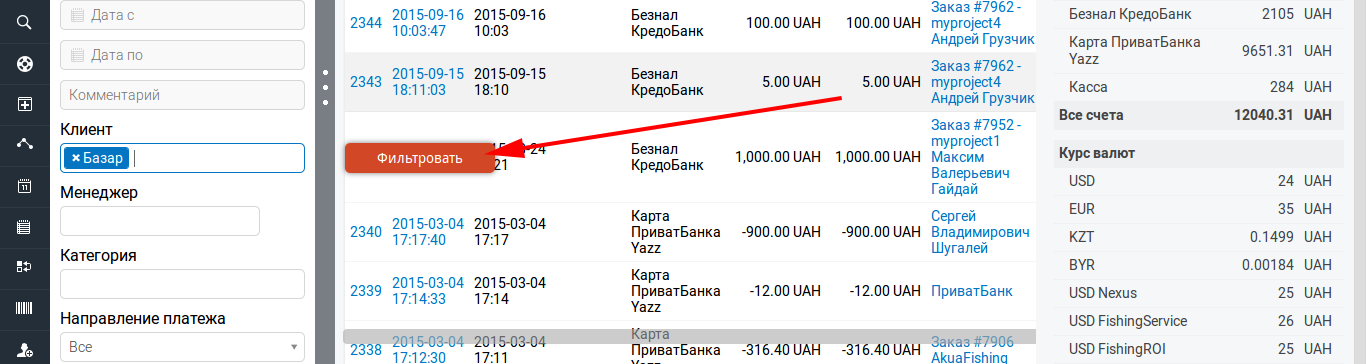 Дата с
Дата по
Комментарий
Клиент
× Базар
Менеджер
Категория
Направление платежа
Все
11
2344 2015-09-16 2015-09-16 Безнал 100.00 UAH 100.00 UAH Заказ #7962 -
10:03:47 10:03 КредоБанк myproject4
Андрей Грузчик
2343 2015-09-15 2015-09-15 Безнал 5.00 UAH 5.00 UAH Заказ #7962 -
18:11:03 18:10 КредоБанк myproject4
Андрей Грузчик
Фильтровать
24 Безнал 1,000.00 UAH 1,000.00 UAH Заказ #7952 -
21 КредоБанк myproject1
Максим
Валерьевич
Гайдай
2340 2015-03-04 2015-03-04 Карта -900.00 UAH -900.00 UAH Сергей
17:17:40 17:17 ПриватБанка Владимирович
Yazz Шугалей
2339 2015-03-04 2015-03-04 Карта -12.00 UAH -12.00 UAH ПриватБанк
17:14:33 17:14 ПриватБанка
Yazz
2338 2015-03-04 2015-03-04 Карта -316.40 UAH -316.40 UAH Заказ #7906
17:12:30 17:11 ПриватБанка AkuaFishing
Yazz
Безнал КредоБанк 2105 UAH
Карта ПриватБанка 9651.31 UAH
Yazz
Касса 284 UAH
Все счета 12040.31 UAH
Курс валют
USD 24 UAH
EUR 35 UAH
KZT 0.1499 UAH
BYR 0.00184 UAH
USD Nexus 25 UAH
USD FishingService 26 UAH
USD FishingROI 25 UAH